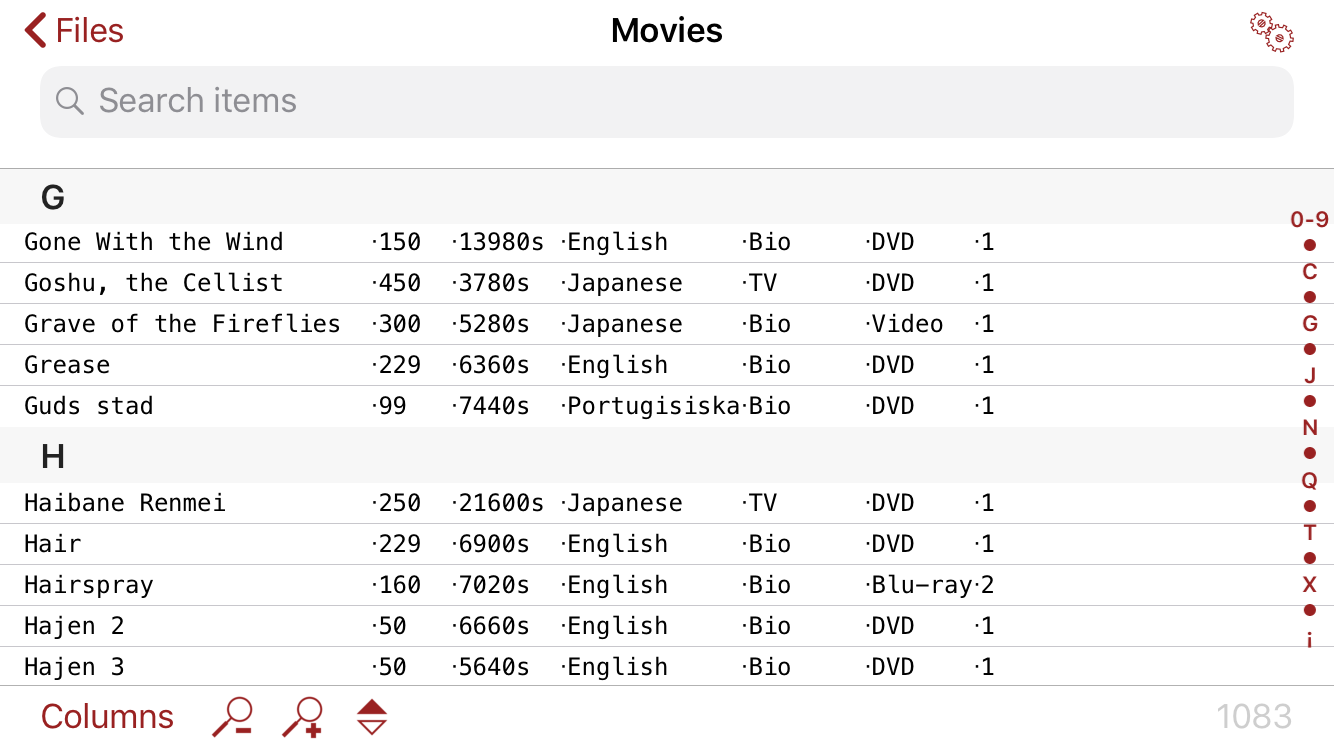 Files Movies
Search items
G
Gone With the Wind ·150 ·13980s ·English ·Bio ·DVD ·1
Goshu, the Cellist ·450 ·3780s ·Japanese ·TV ·DVD ·1
Grave of the Fireflies ·300 ·5280s ·Japanese ·Bio ·Video ·1
Grease ·229 ·6360s ·English ·Bio ·DVD ·1
Guds stad ·99 ·7440s ·Portugisiska·Bio ·DVD ·1
H
Haibane Renmei ·250 ·21600s ·Japanese ·TV ·DVD ·1
Hair ·229 ·6900s ·English ·Bio ·DVD ·1
Hairspray ·160 ·7020s ·English ·Bio ·Blu-ray·2
Hajen 2 ·50 ·6660s ·English ·Bio ·DVD ·1
Hajen 3 ·50 ·5640s ·English ·Bio ·DVD ·1
0-9
C
G
J
N
Q
T
X
i
Columns 1083